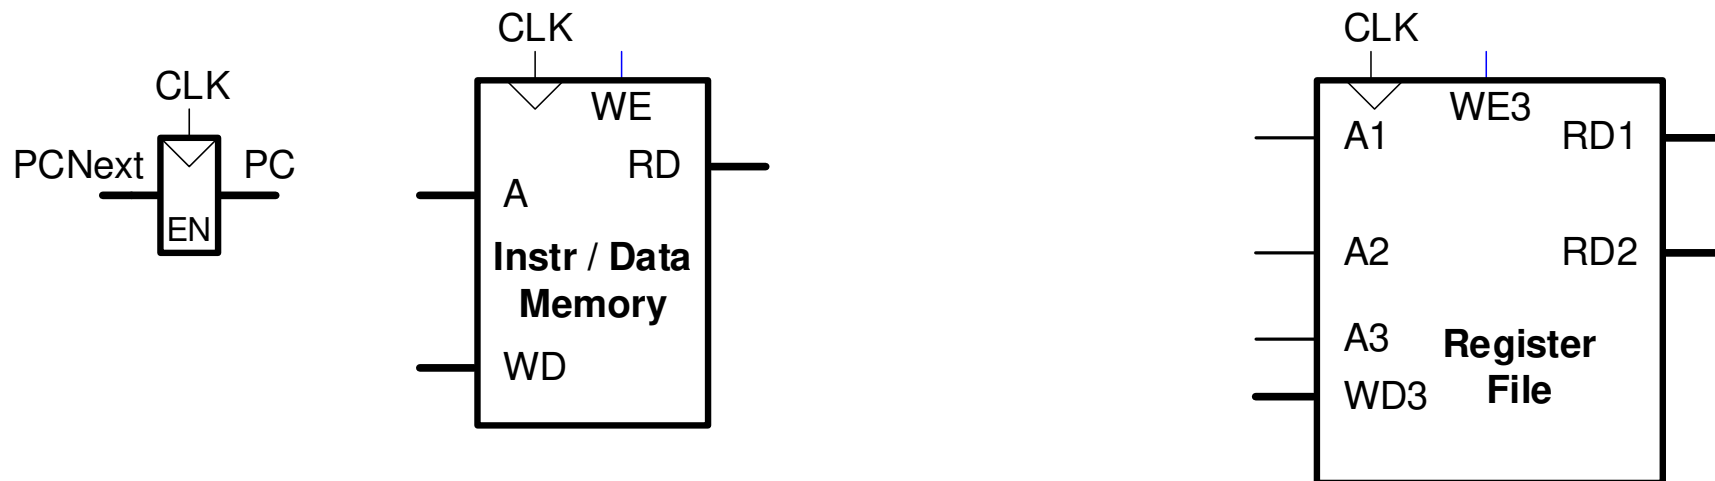 CLK
PCNext
PC
EN
CLK
WE
RD
A
Instr / Data
Memory
WD
CLK
WE3
A1
RD1
A2
RD2
A3
Register
File
WD3